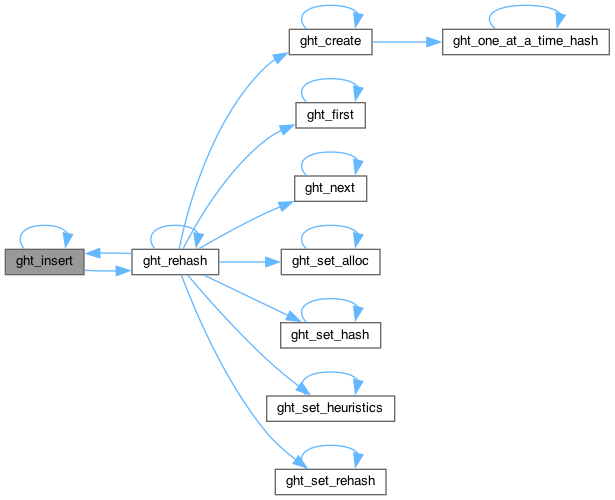 ght_create
ght_one_at_a_time_hash
ght_first
ght_next
ght_insert
ght_rehash
ght_set_alloc
ght_set_hash
ght_set_heuristics
ght_set_rehash